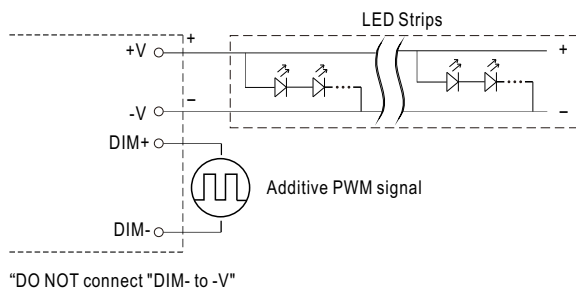 LED Strips
+V + +
-V − −
DIM+
Additive PWM signal
DIM-
“DO NOT connect "DIM- to -V"